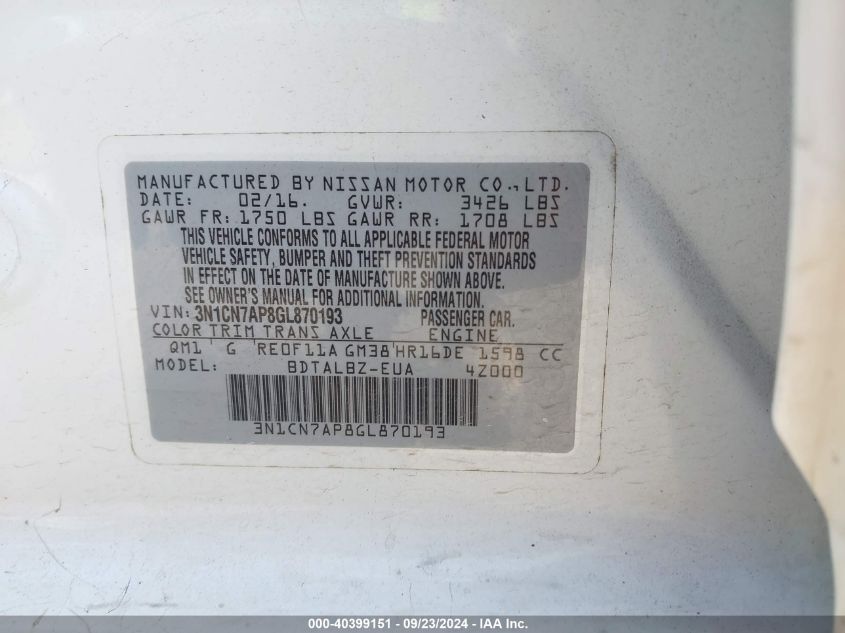 MANUFACTURED BY NISSAN MOTOR CO., LTD.
DATE: 02/16. GVWR: 3426 LBS
GAWR FR: 1750 LBS GAWR RR: 1708 LBS
THIS VEHICLE CONFORMS TO ALL APPLICABLE FEDERAL MOTOR
VEHICLE SAFETY, BUMPER AND THEFT PREVENTION STANDARDS
IN EFFECT ON THE DATE OF MANUFACTURE SHOWN ABOVE.
SEE OWNER'S MANUAL FOR ADDITIONAL INFORMATION.
VIN: 3N1CN7AP8GL870193 PASSENGER CAR.
COLOR TRIM TRANS AXLE ENGINE
QM1 G RE0F11A GM38 HR16DE 1598 CC
MODEL: BDTALBZ-EUA 4Z000
3N1CN7AP8GL870193
000-40399151 - 09/23/2024 - IAA Inc.